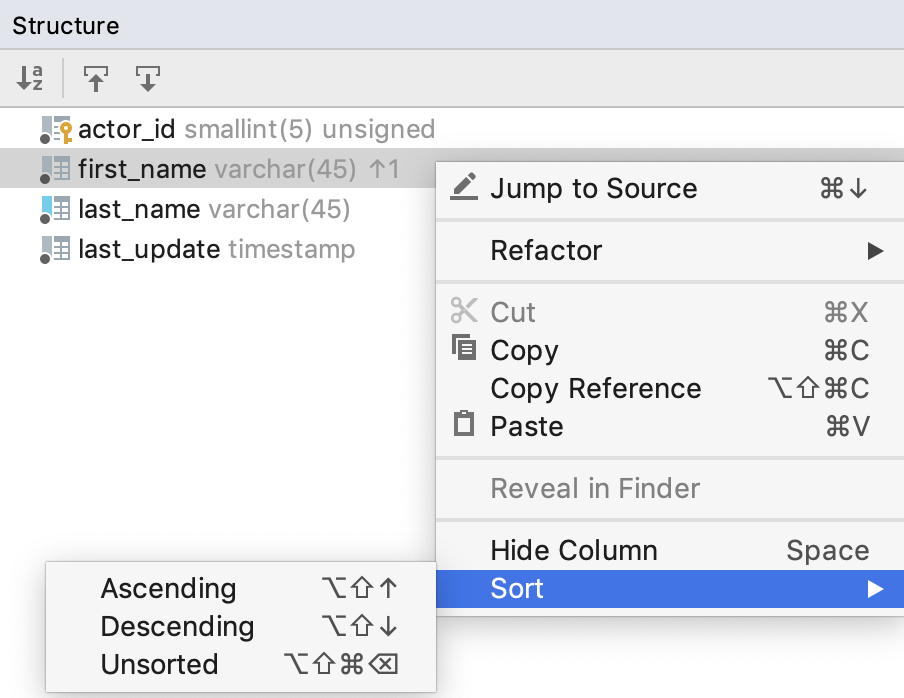 Structure
actor_id smallint(5) unsigned
first_name varchar(45) ↑1
last_name varchar(45)
last_update timestamp
Jump to Source ⌘↓
Refactor ▶
Cut ⌘X
Copy ⌘C
Copy Reference ⌥⇧⌘C
Paste ⌘V
Reveal in Finder
Hide Column Space
Sort ▶
Ascending ⌥⇧↑
Descending ⌥⇧↓
Unsorted ⌥⇧⌘⌫